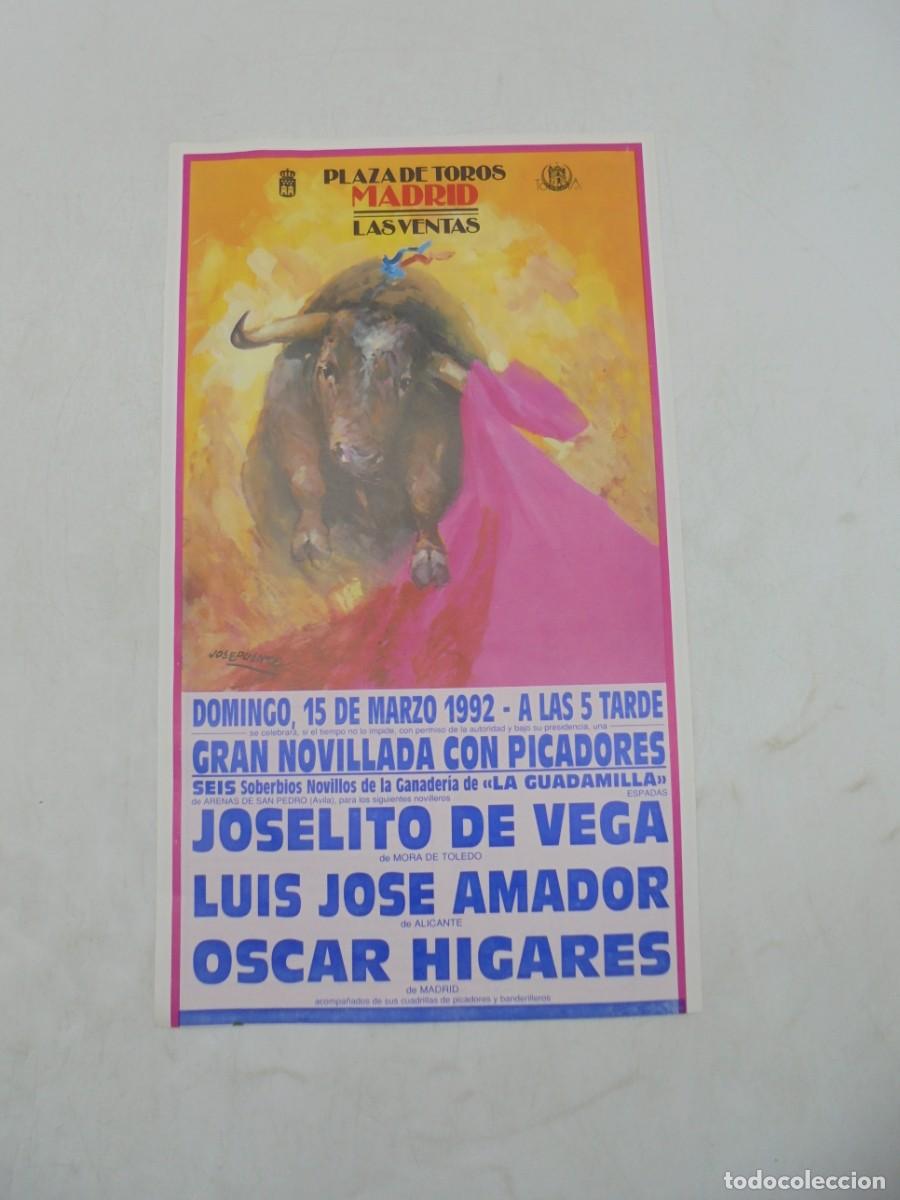 PLAZA DE TOROS
MADRID
LAS VENTAS
DOMINGO, 15 DE MARZO 1992 - A LAS 5 TARDE
se celebrará, si el tiempo no lo impide, con permiso de la autoridad y bajo su presidencia, una
GRAN NOVILLADA CON PICADORES
SEIS Soberbios Novillos de la Ganadería de «LA GUADAMILLA»
de ARENAS DE SAN PEDRO (Ávila), para los siguientes novilleros ESPADAS
JOSELITO DE VEGA
de MORA DE TOLEDO
LUIS JOSE AMADOR
de ALICANTE
OSCAR HIGARES
de MADRID
acompañados de sus cuadrillas de picadores y banderilleros
todocoleccion